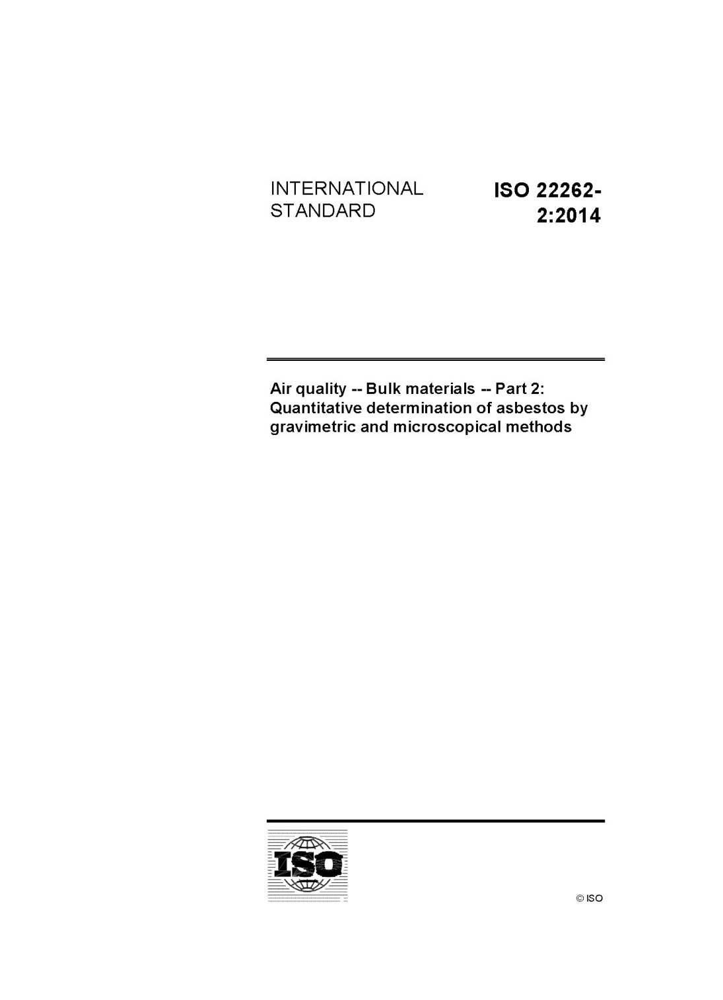 INTERNATIONAL
STANDARD
ISO 22262-
2:2014
Air quality -- Bulk materials -- Part 2:
Quantitative determination of asbestos by
gravimetric and microscopical methods
ISO
© ISO